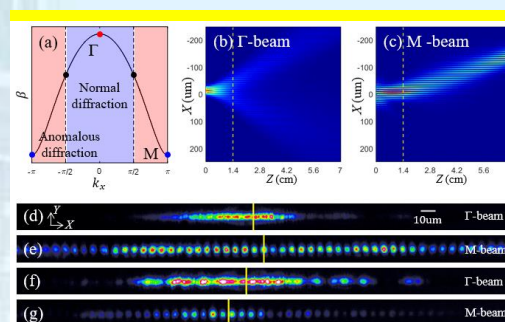 (a)
Γ
Normal
diffraction
Anomalous
diffraction
M
β
-π
-π/2
0
π/2
π
k_x
(b) Γ-beam
-200
-100
0
100
200
X (um)
0
1.4
2.8
4.2
5.6
7
Z (cm)
(c) M -beam
-200
-100
0
100
200
X (um)
0
1.4
2.8
4.2
5.6
Z (cm)
(d)
Y
X
10um
Γ-beam
(e)
M-beam
(f)
Γ-beam
(g)
M-beam